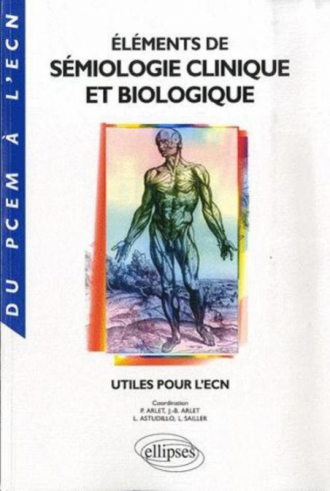 DU PCEM À L'ECN
ÉLÉMENTS DE
SÉMIOLOGIE CLINIQUE
ET BIOLOGIQUE
UTILES POUR L'ECN
Coordination
P. ARLET, J.-B. ARLET
L. ASTUDILLO, L. SAILLER
ellipses